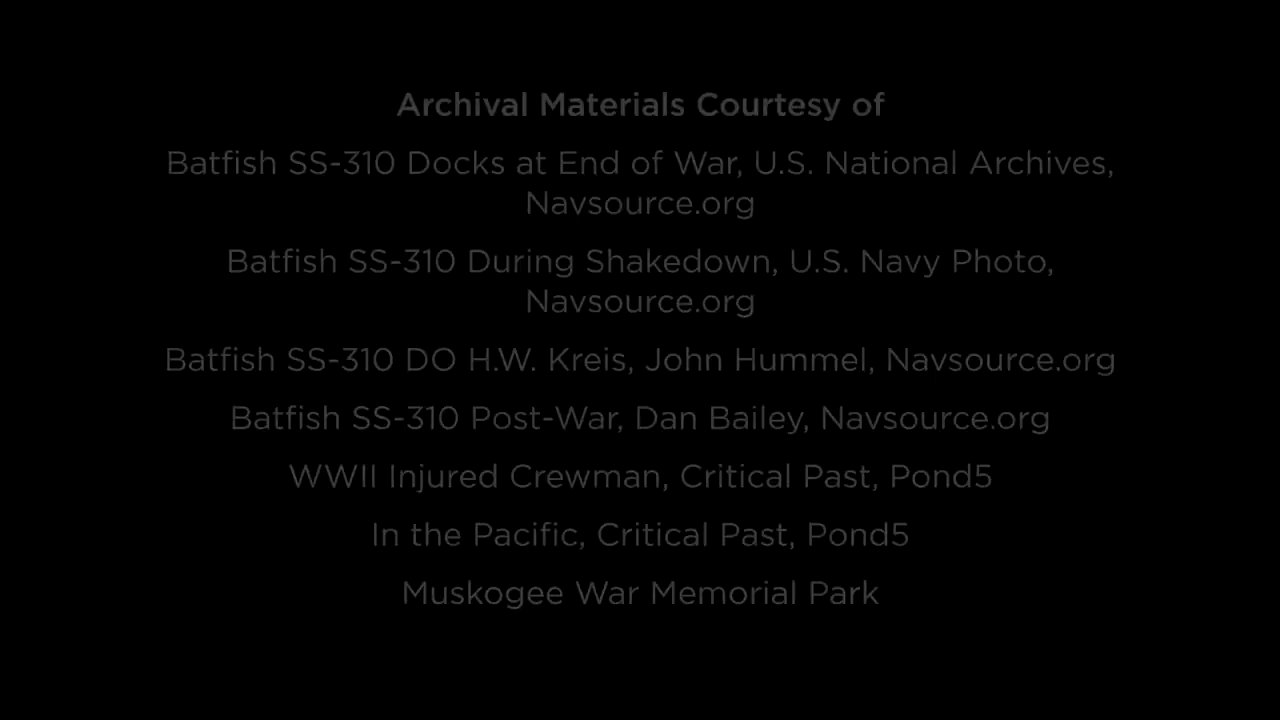 Archival Materials Courtesy of
Batfish SS-310 Docks at End of War, U.S. National Archives,
Navsource.org
Batfish SS-310 During Shakedown, U.S. Navy Photo,
Navsource.org
Batfish SS-310 DO H.W. Kreis, John Hummel, Navsource.org
Batfish SS-310 Post-War, Dan Bailey, Navsource.org
WWII Injured Crewman, Critical Past, Pond5
In the Pacific, Critical Past, Pond5
Muskogee War Memorial Park